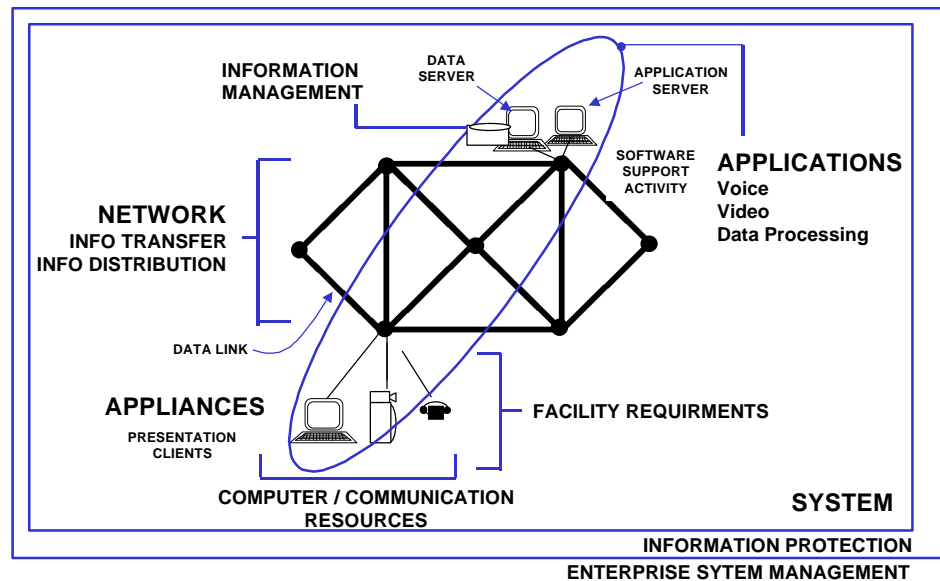 INFORMATION
MANAGEMENT
DATA
SERVER
APPLICATION
SERVER
SOFTWARE
SUPPORT
ACTIVITY
APPLICATIONS
Voice
Video
Data Processing
NETWORK
INFO TRANSFER
INFO DISTRIBUTION
DATA LINK
APPLIANCES
PRESENTATION
CLIENTS
FACILITY REQUIRMENTS
COMPUTER / COMMUNICATION
RESOURCES
SYSTEM
INFORMATION PROTECTION
ENTERPRISE SYTEM MANAGEMENT